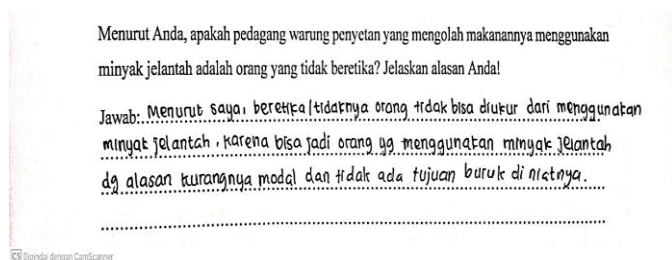 Menurut Anda, apakah pedagang warung penyetan yang mengolah makanannya menggunakan
minyak jelantah adalah orang yang tidak beretika? Jelaskan alasan Anda!
Jawab: Menurut saya, beretika/tidaknya orang tidak bisa diukur dari menggunakan
minyak jelantah, karena bisa jadi orang yg menggunakan minyak jelantah
dg alasan kurangnya modal dan tidak ada tujuan buruk di niatnya.
CS Dipindai dengan CamScanner